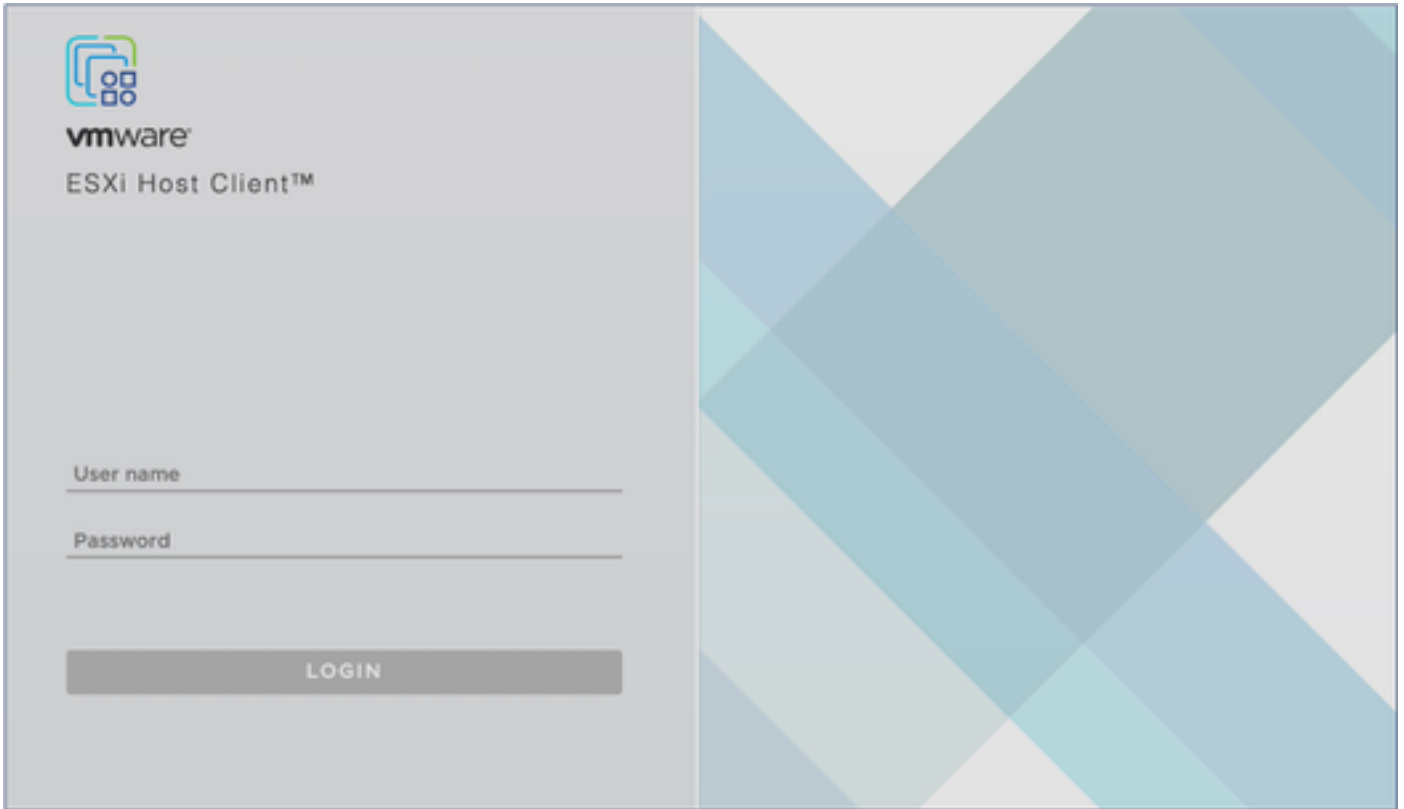 vmware®
ESXi Host Client™
User name
Password
LOGIN